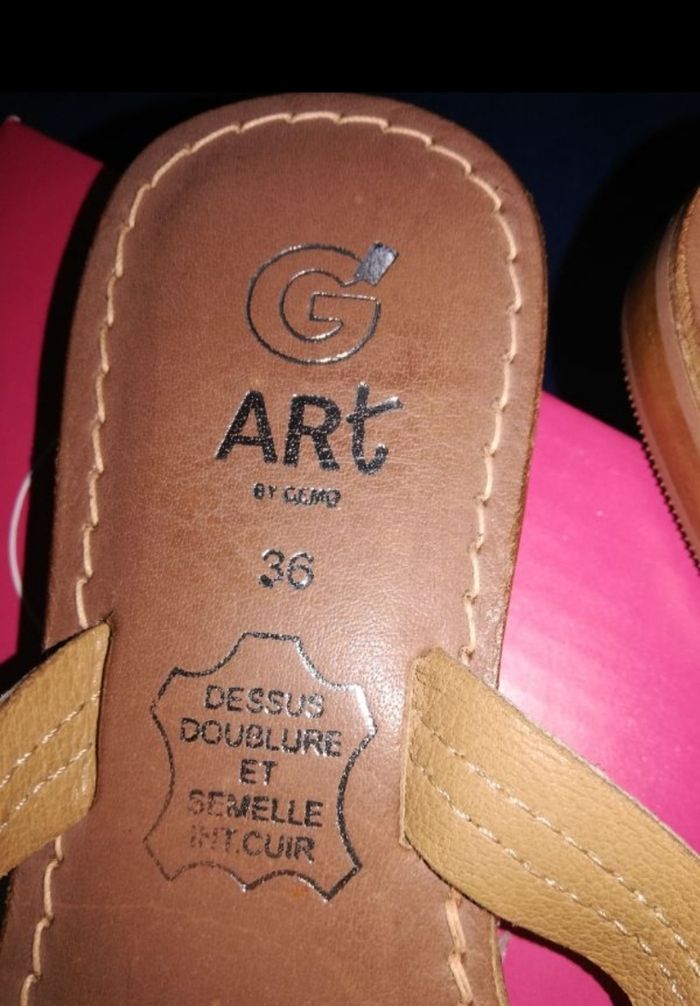 G
ARt
BY GEMO
36
DESSUS
DOUBLURE
ET
SEMELLE
INT.CUIR